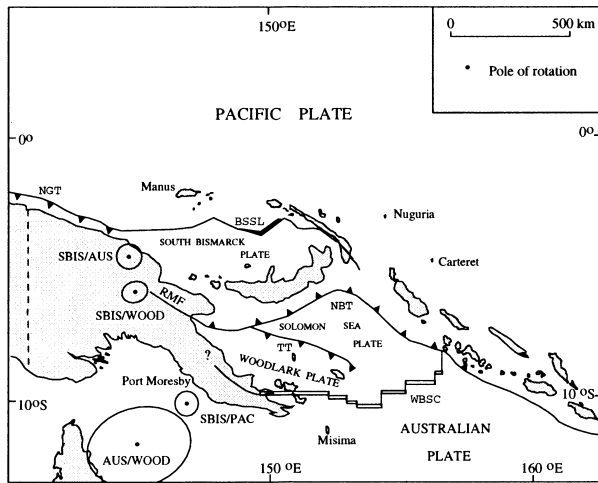 150°E
0
500 km
Pole of rotation
PACIFIC PLATE
0°
0°
NGT
Manus
BSSL
Nuguria
SOUTH BISMARCK
PLATE
SBIS/AUS
Carteret
RMF
SBIS/WOOD
NBT
SOLOMON SEA
PLATE
TT
?
WOODLARK PLATE
Port Moresby
10°S
SBIS/PAC
WBSC
10°S
Misima
AUSTRALIAN
PLATE
AUS/WOOD
150°E
160°E